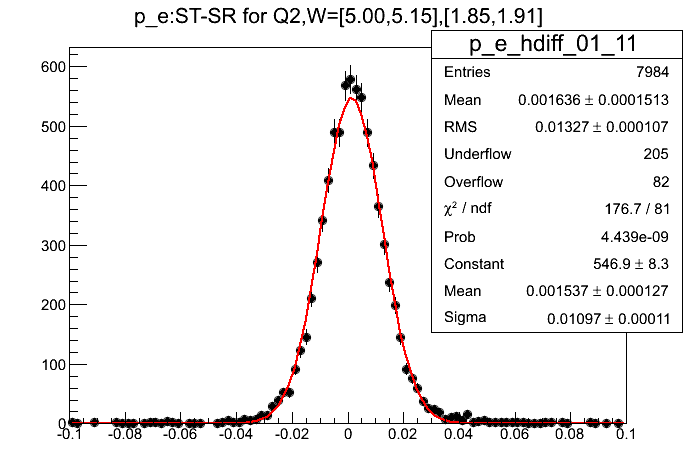 p_e:ST-SR for Q2,W=[5.00,5.15],[1.85,1.91]
p_e_hdiff_01_11
Entries 7984
Mean 0.001636 ± 0.0001513
RMS 0.01327 ± 0.000107
Underflow 205
Overflow 82
χ² / ndf 176.7 / 81
Prob 4.439e-09
Constant 546.9 ± 8.3
Mean 0.001537 ± 0.000127
Sigma 0.01097 ± 0.00011
600
500
400
300
200
100
0
-0.1 -0.08 -0.06 -0.04 -0.02 0 0.02 0.04 0.06 0.08 0.1